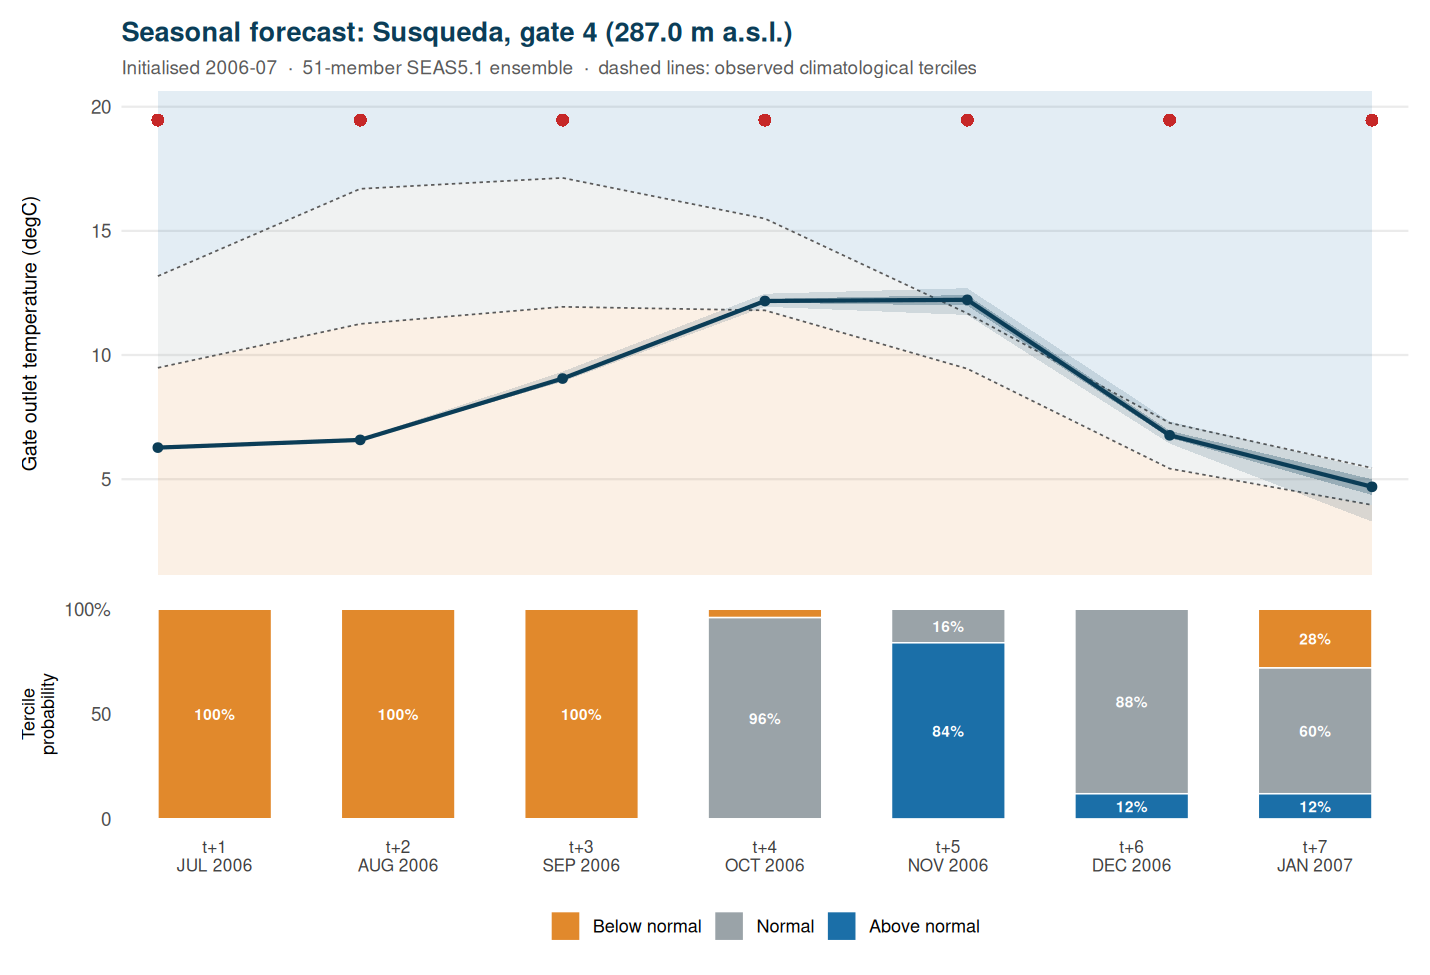 Seasonal forecast: Susqueda, gate 4 (287.0 m a.s.l.)
Initialised 2006-07 · 51-member SEAS5.1 ensemble · dashed lines: observed climatological terciles
Gate outlet temperature (degC)
20
15
10
5
Tercile
probability
100%
50
0
100%
100%
100%
96%
16%
84%
88%
12%
28%
60%
12%
t+1
JUL 2006
t+2
AUG 2006
t+3
SEP 2006
t+4
OCT 2006
t+5
NOV 2006
t+6
DEC 2006
t+7
JAN 2007
Below normal
Normal
Above normal